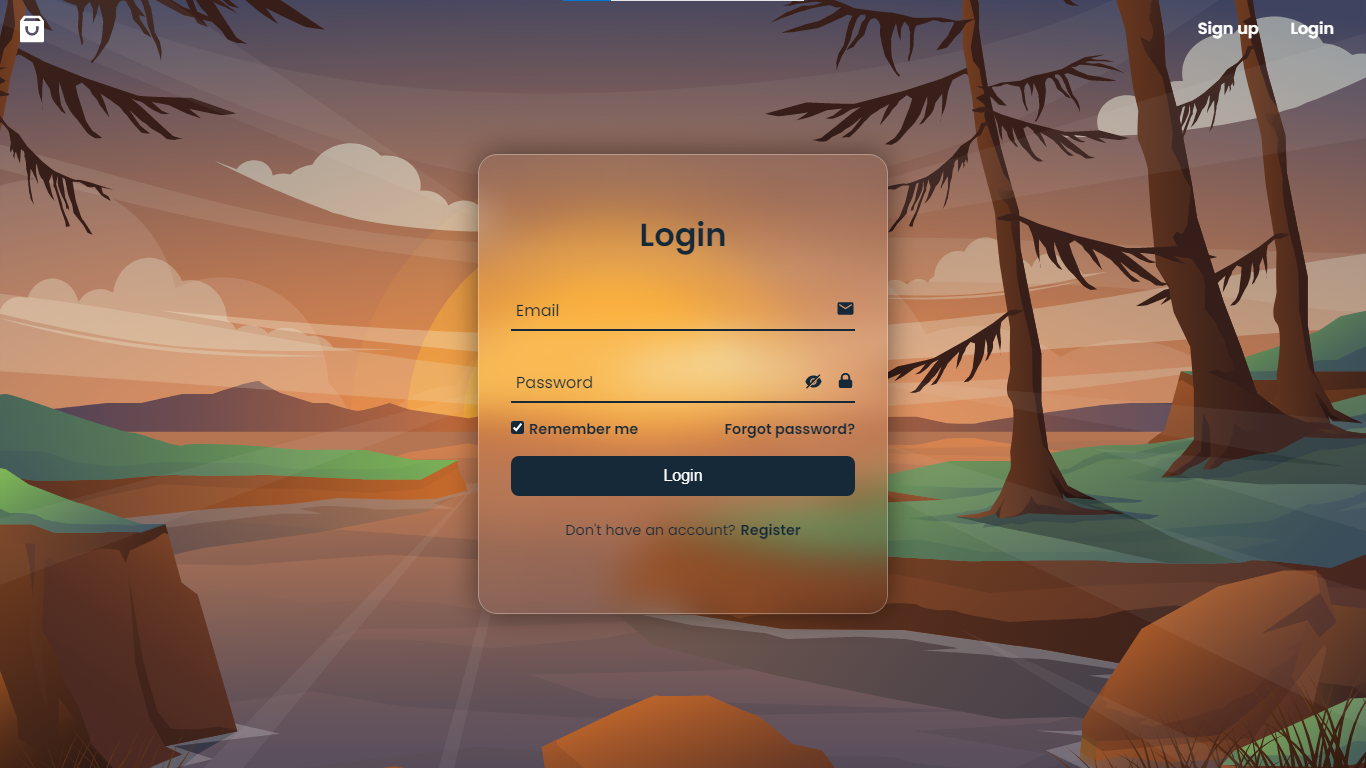 Sign up Login
Login
Email
Password
Remember me Forgot password?
Login
Don't have an account? Register